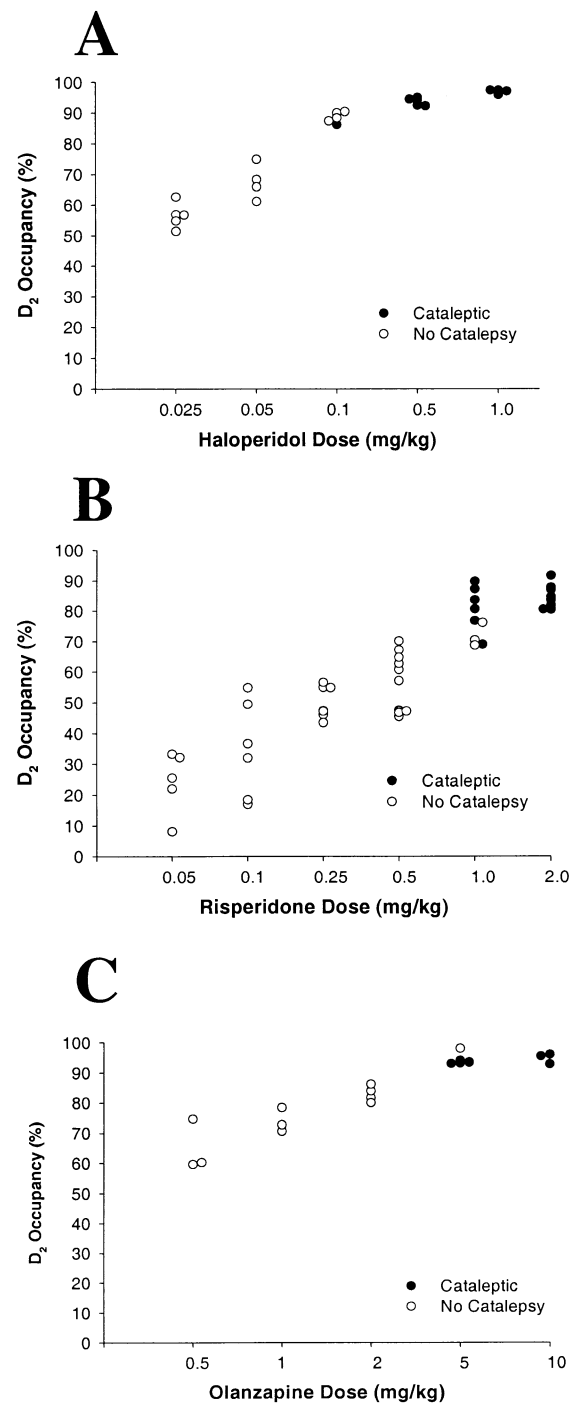 A
100
90
80
70
60
50
40
30
20
10
0
D2 Occupancy (%)
Cataleptic
No Catalepsy
0.025 0.05 0.1 0.5 1.0
Haloperidol Dose (mg/kg)
B
100
90
80
70
60
50
40
30
20
10
0
D2 Occupancy (%)
Cataleptic
No Catalepsy
0.05 0.1 0.25 0.5 1.0 2.0
Risperidone Dose (mg/kg)
C
100
90
80
70
60
50
40
30
20
10
0
D2 Occupancy (%)
Cataleptic
No Catalepsy
0.5 1 2 5 10
Olanzapine Dose (mg/kg)